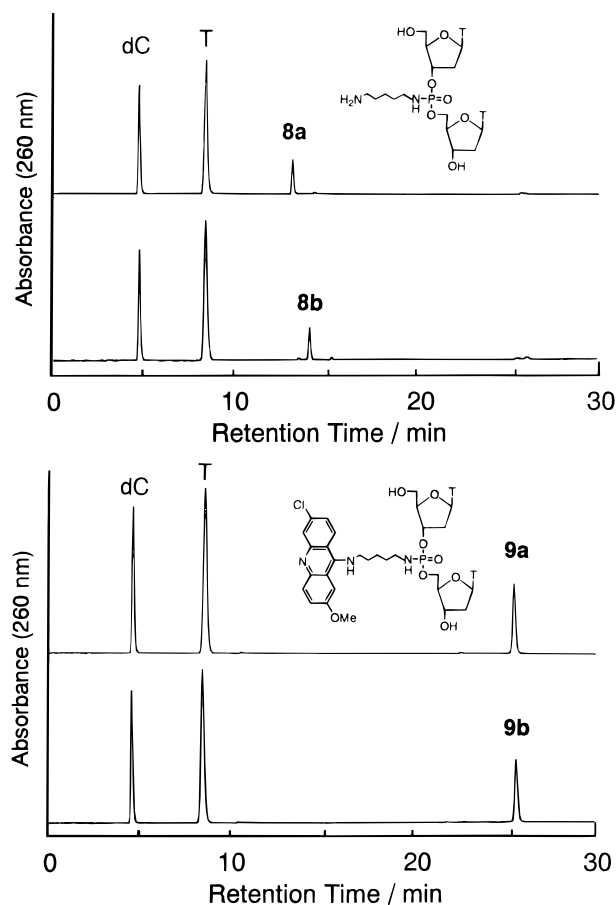 dC
T
8a
HO
O
T
O
H₂N
N
H
P=O
O
O
T
OH
8b
Absorbance (260 nm)
0
10
20
30
Retention Time / min
dC
T
9a
Cl
N
N
H
OMe
HO
O
T
O
N
H
P=O
O
O
T
OH
9b
Absorbance (260 nm)
0
10
20
30
Retention Time / min